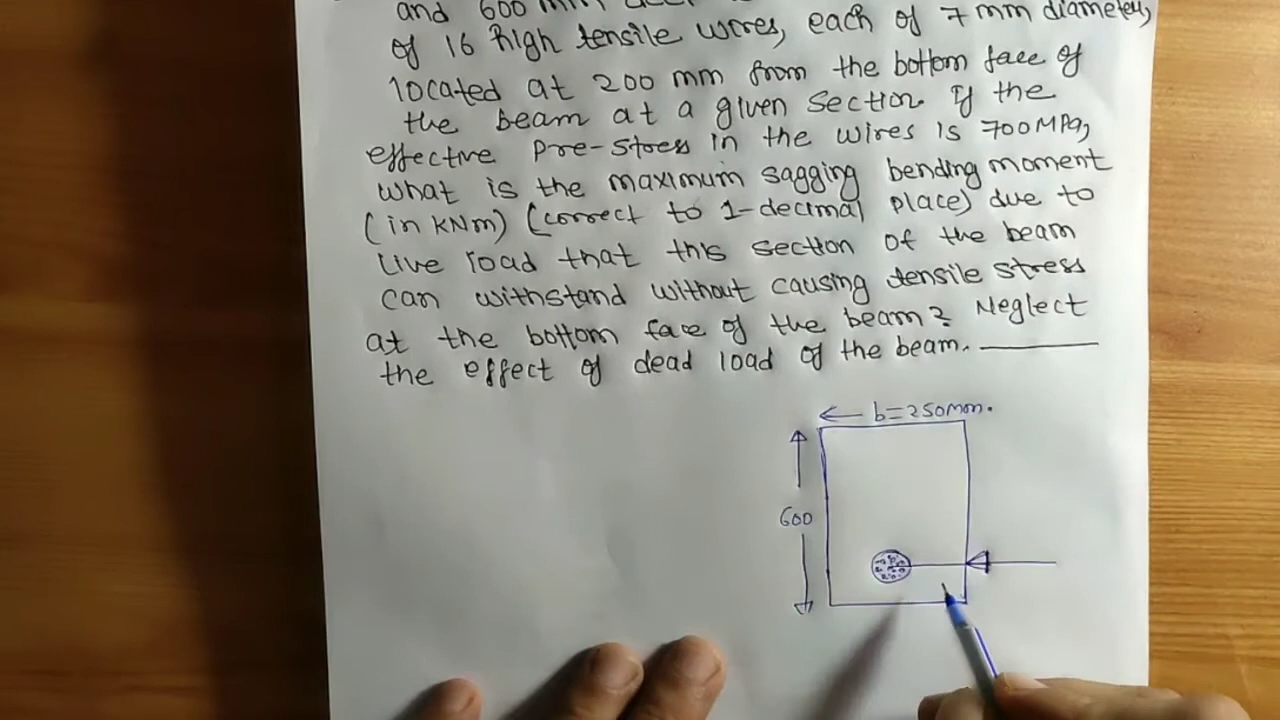 and 600 mm deep
of 16 high tensile wires, each of 7 mm diameter,
located at 200 mm from the bottom face of
the beam at a given section. If the
effective Pre-stress in the wires is 700 MPa,
what is the maximum sagging bending moment
(in kNm) (correct to 1-decimal place) due to
live load that this section of the beam
can withstand without causing tensile stress
at the bottom face of the beam? Neglect
the effect of dead load of the beam.
b=250mm.
600